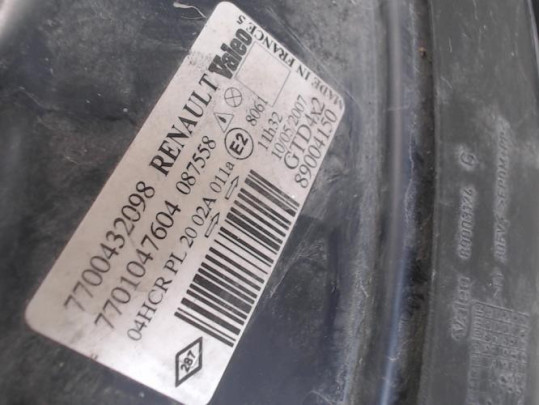 7700432098 RENAULT Valeo S
7701047604 087558
04HCR PL 20 02A 011a E2 8061
11h32
10/05/2007
GTD4x2
89004150
MADE IN FRANCE
287
Valeo